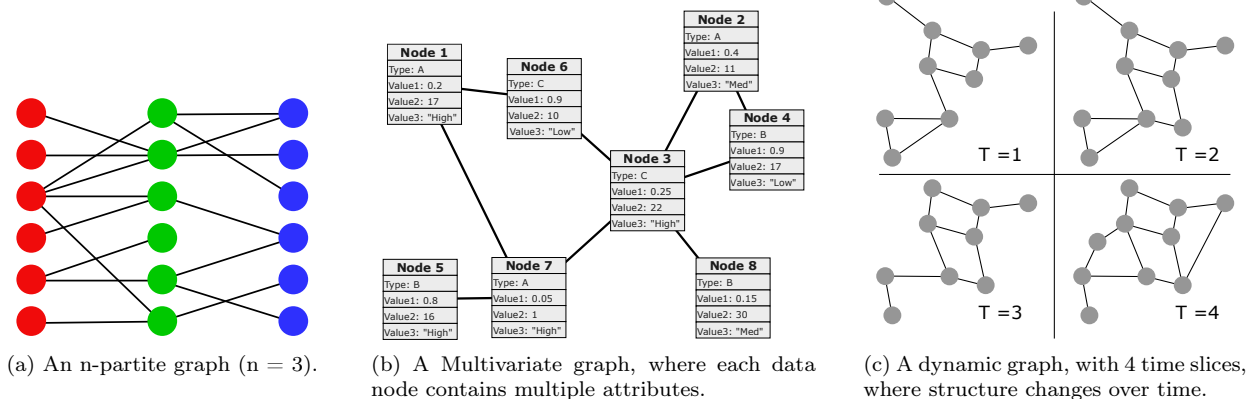 Node 1
Type: A
Value1: 0.2
Value2: 17
Value3: "High"
Node 6
Type: C
Value1: 0.9
Value2: 10
Value3: "Low"
Node 2
Type: A
Value1: 0.4
Value2: 11
Value3: "Med"
Node 4
Type: B
Value1: 0.9
Value2: 17
Value3: "Low"
Node 3
Type: C
Value1: 0.25
Value2: 22
Value3: "High"
Node 5
Type: B
Value1: 0.8
Value2: 16
Value3: "High"
Node 7
Type: A
Value1: 0.05
Value2: 1
Value3: "High"
Node 8
Type: B
Value1: 0.15
Value2: 30
Value3: "Med"
T =1
T =2
T =3
T =4
(a) An n-partite graph (n = 3).
(b) A Multivariate graph, where each data
node contains multiple attributes.
(c) A dynamic graph, with 4 time slices,
where structure changes over time.